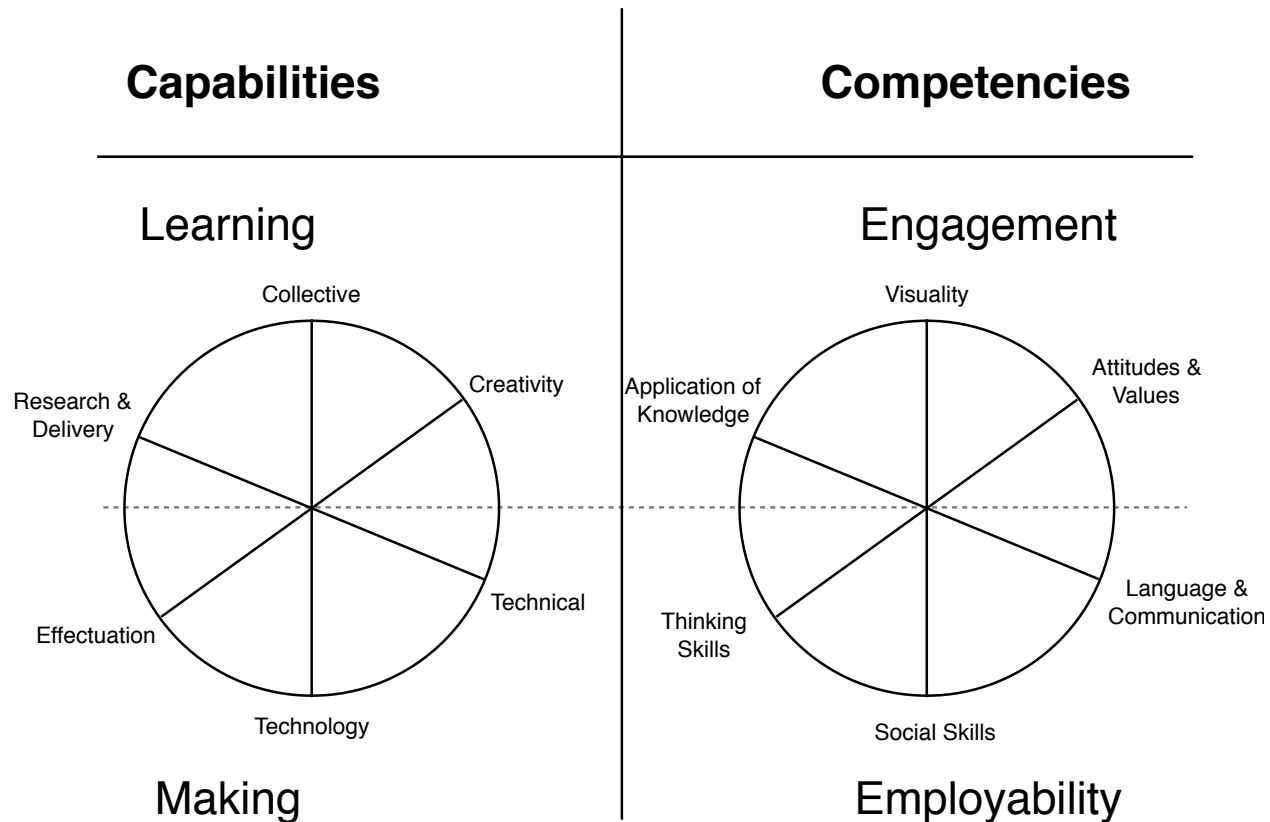 Capabilities
Competencies
Learning
Engagement
Collective
Creativity
Research &
Delivery
Technical
Effectuation
Technology
Making
Visuality
Attitudes &
Values
Application of
Knowledge
Language &
Communication
Thinking
Skills
Social Skills
Employability